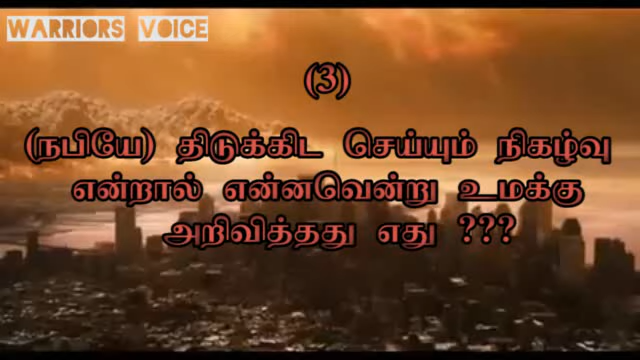 WARRIORS VOICE
(3)
(நபியே) திடுக்கிட செய்யும் நிகழ்வு
என்றால் என்னவென்று உமக்கு
அறிவித்தது எது ???